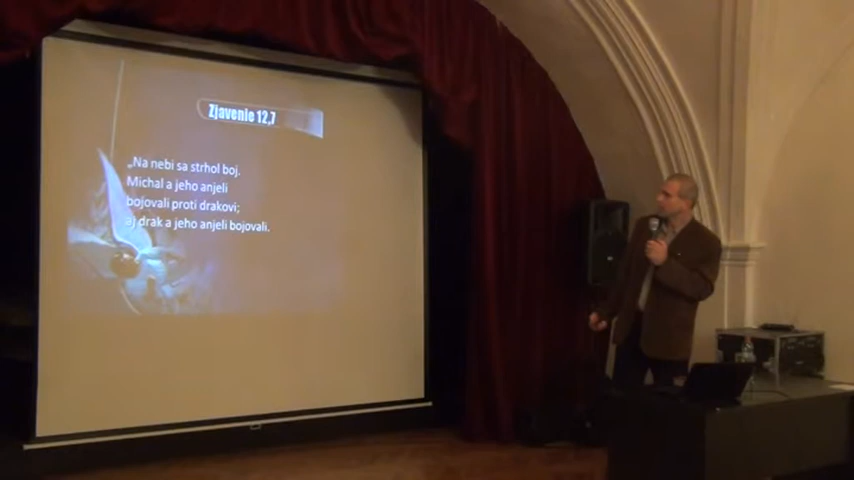 Zjavenie 12,7
„Na nebi sa strhol boj.
Michal a jeho anjeli
bojovali proti drakovi;
aj drak a jeho anjeli bojovali.